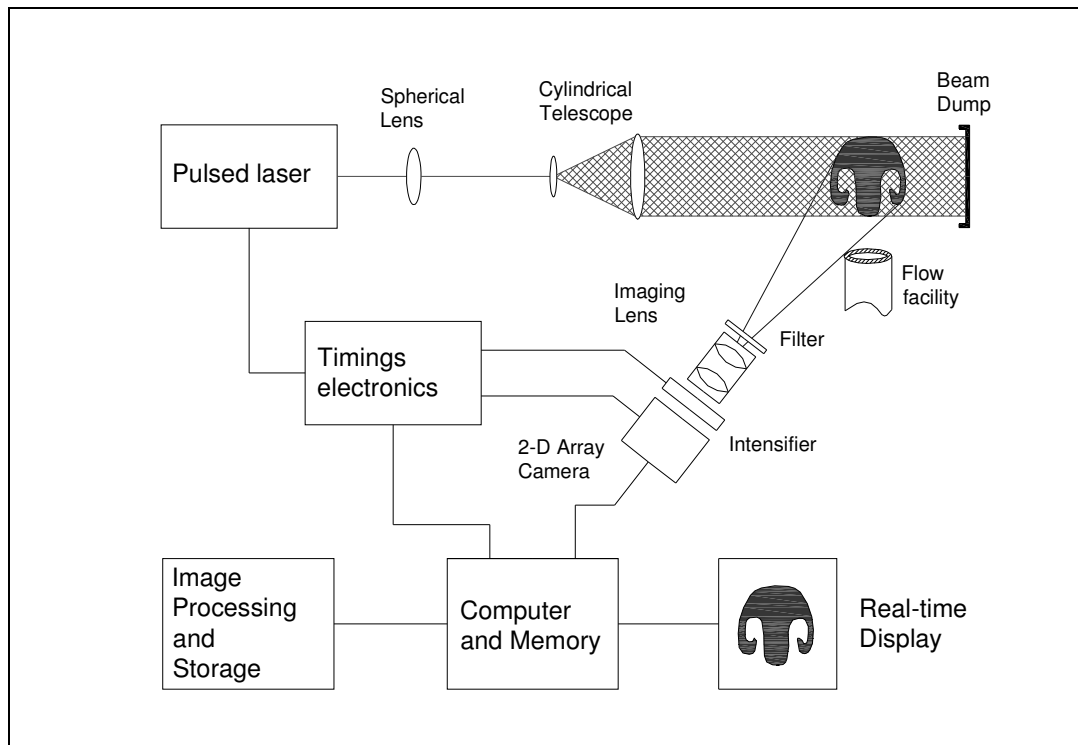 Spherical
Lens
Cylindrical
Telescope
Beam
Dump
Pulsed laser
Imaging
Lens
Flow
facility
Filter
Timings
electronics
2-D Array
Camera
Intensifier
Image
Processing
and
Storage
Computer
and Memory
Real-time
Display